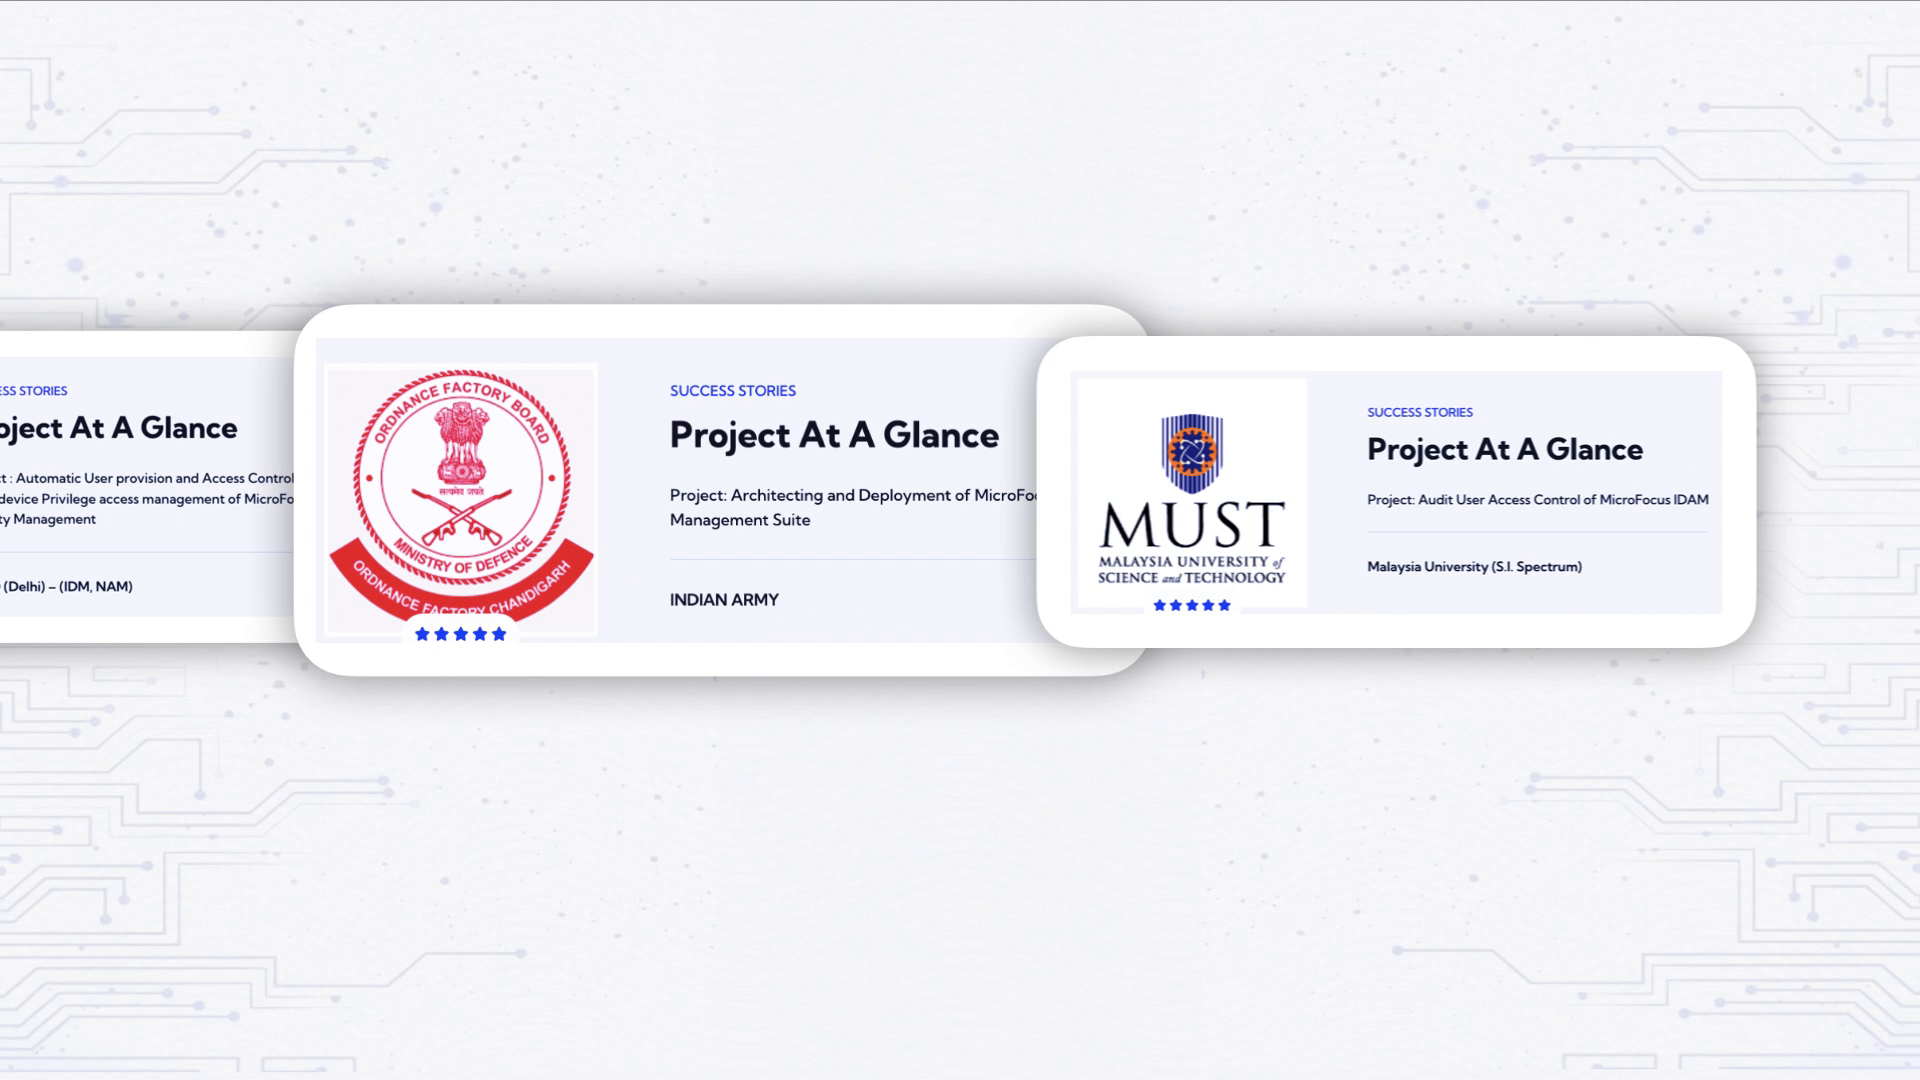 ESS STORIES
oject At A Glance
ct : Automatic User provision and Access Control
device Privilege access management of MicroFo
ty Management
(Delhi) – (IDM, NAM)
ORDNANCE FACTORY BOARD
सत्यमेव जयते
MINISTRY OF DEFENCE
ORDNANCE FACTORY CHANDIGARH
SUCCESS STORIES
Project At A Glance
Project: Architecting and Deployment of MicroFo
Management Suite
INDIAN ARMY
MUST
MALAYSIA UNIVERSITY of
SCIENCE and TECHNOLOGY
SUCCESS STORIES
Project At A Glance
Project: Audit User Access Control of MicroFocus IDAM
Malaysia University (S.I. Spectrum)